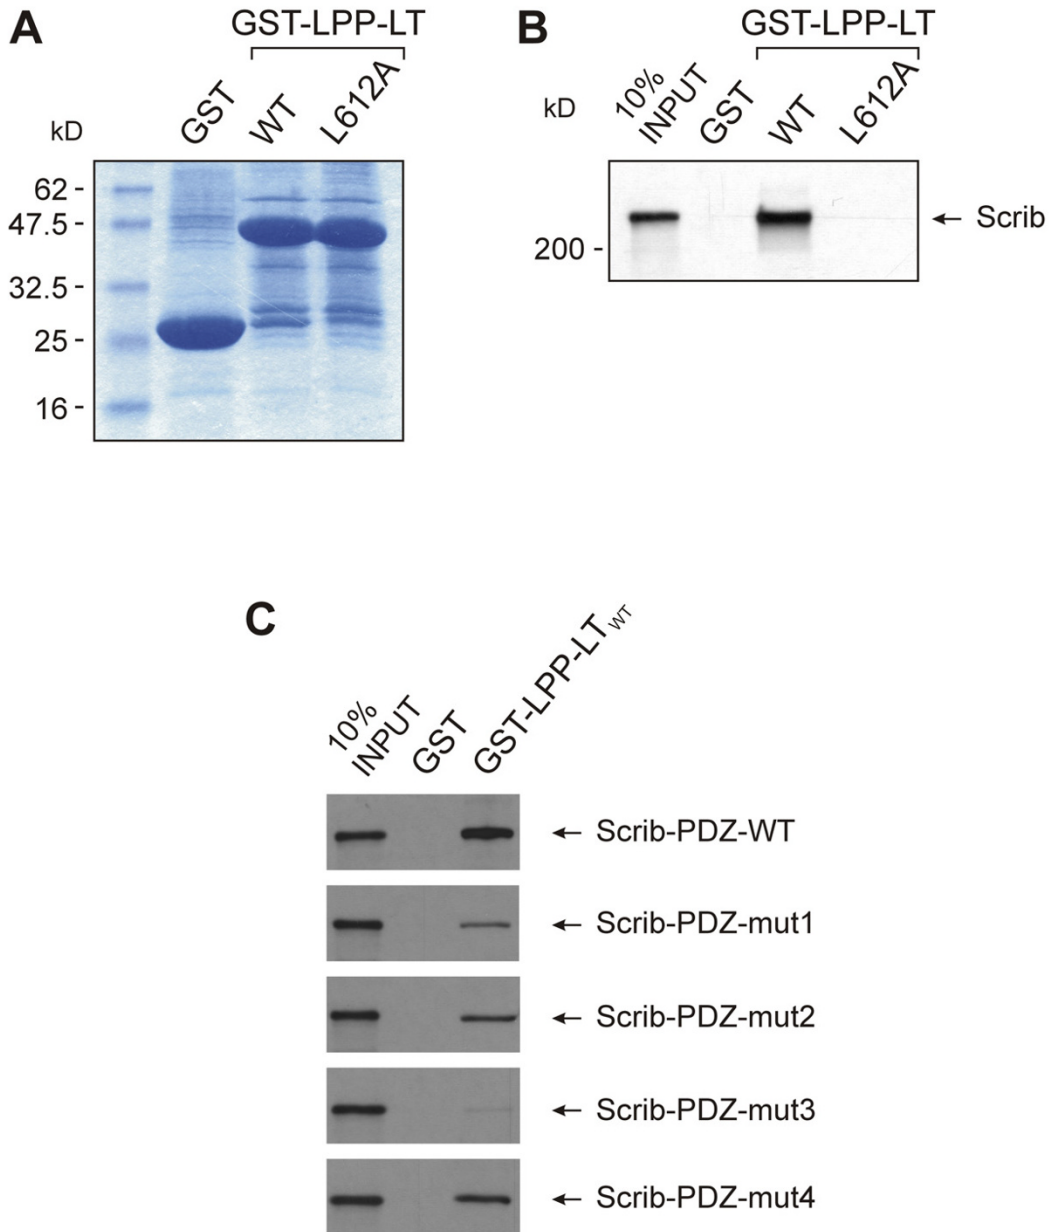 A
GST-LPP-LT
kD
GST
WT
L612A
62 -
47.5 -
32.5 -
25 -
16 -
B
GST-LPP-LT
kD
10%
INPUT
GST
WT
L612A
200 -
← Scrib
C
10%
INPUT
GST
GST-LPP-LTWT
← Scrib-PDZ-WT
← Scrib-PDZ-mut1
← Scrib-PDZ-mut2
← Scrib-PDZ-mut3
← Scrib-PDZ-mut4